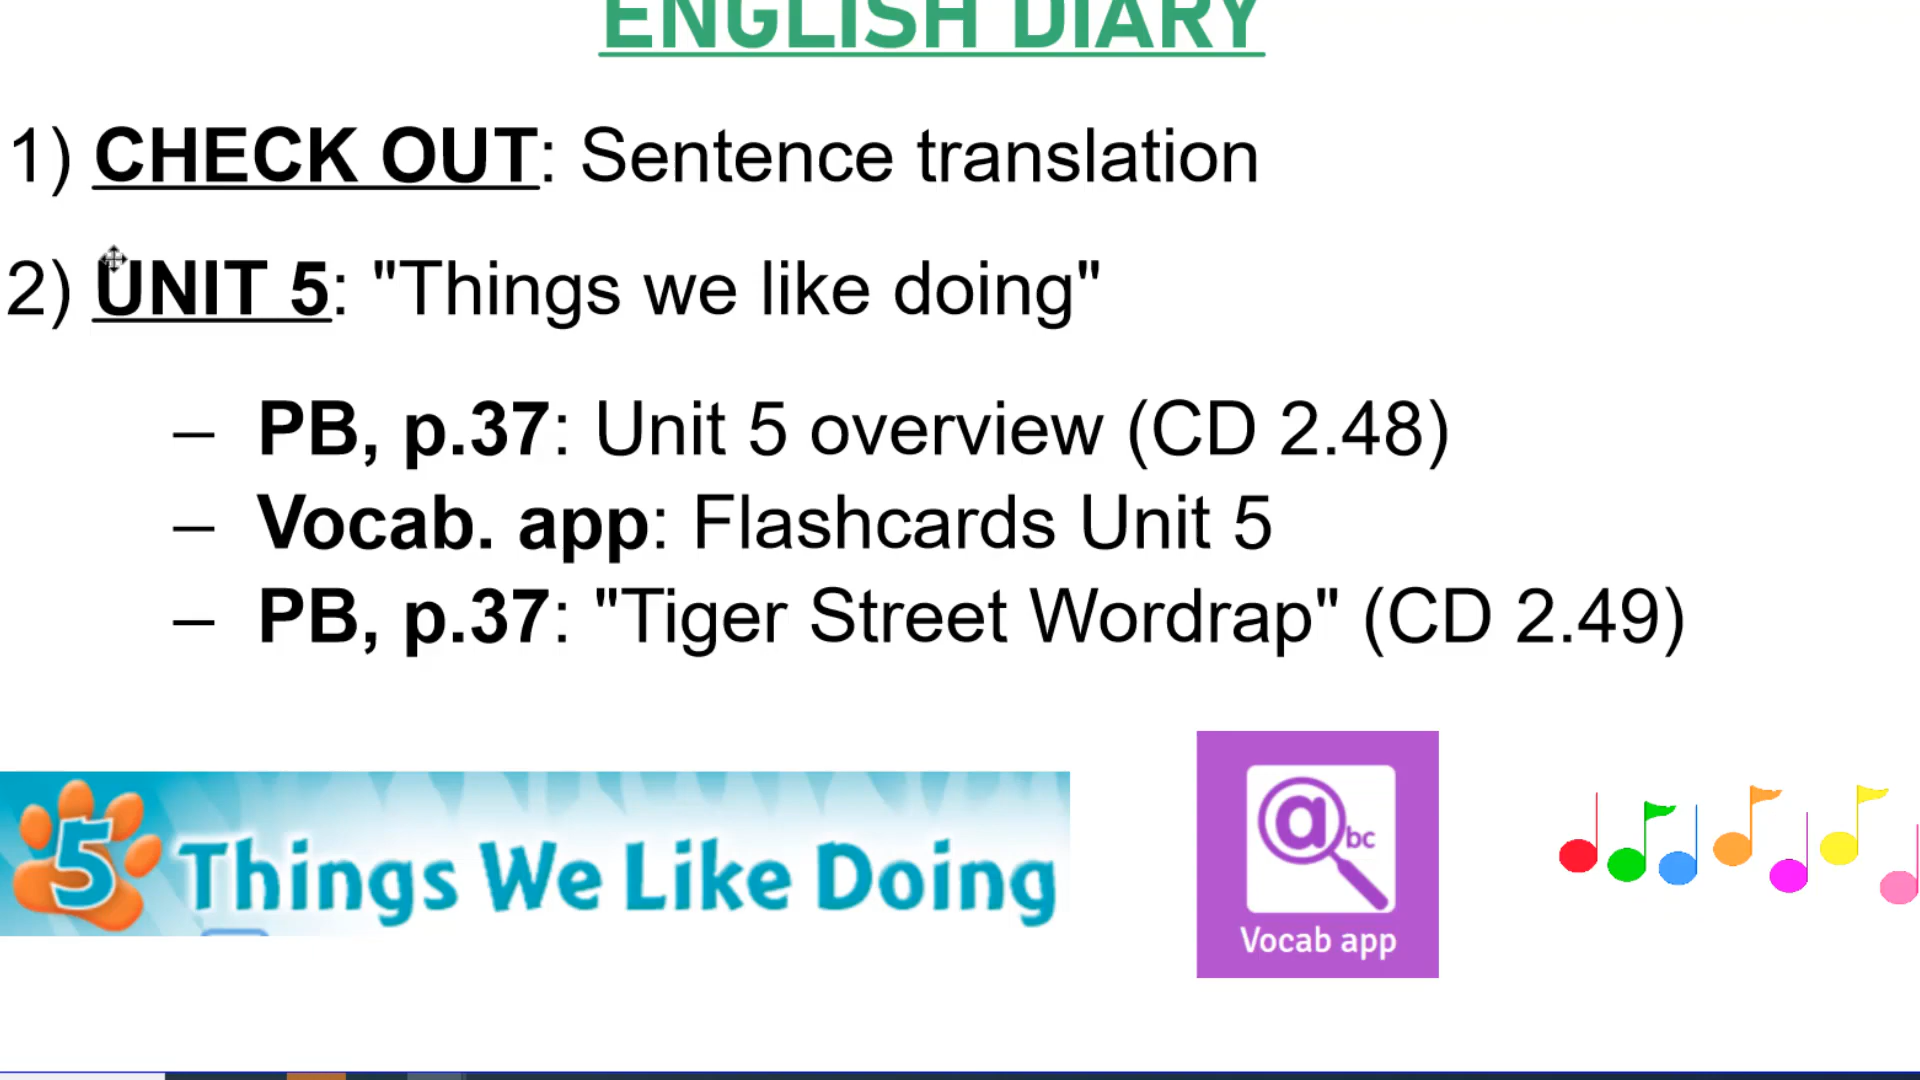 ENGLISH DIARY
1) CHECK OUT: Sentence translation
2) UNIT 5: "Things we like doing"
– PB, p.37: Unit 5 overview (CD 2.48)
– Vocab. app: Flashcards Unit 5
– PB, p.37: "Tiger Street Wordrap" (CD 2.49)
5 Things We Like Doing
abc
Vocab app